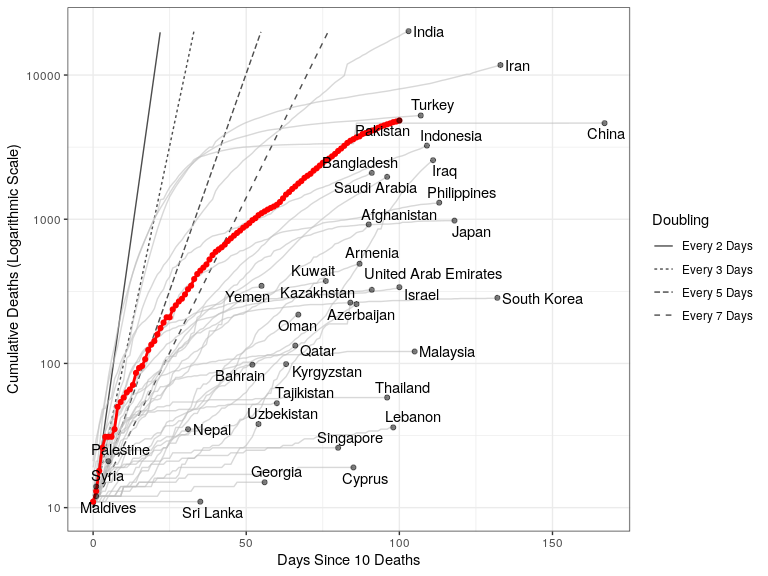 India
Iran
Turkey
Pakistan
China
Indonesia
Bangladesh
Iraq
Saudi Arabia
Philippines
Afghanistan
Japan
Armenia
Kuwait
United Arab Emirates
Yemen
Kazakhstan
Israel
South Korea
Azerbaijan
Oman
Qatar
Malaysia
Bahrain
Kyrgyzstan
Tajikistan
Thailand
Uzbekistan
Lebanon
Nepal
Singapore
Palestine
Syria
Georgia
Cyprus
Maldives
Sri Lanka
10000
1000
100
10
0
50
100
150
Days Since 10 Deaths
Cumulative Deaths (Logarithmic Scale)
Doubling
Every 2 Days
Every 3 Days
Every 5 Days
Every 7 Days